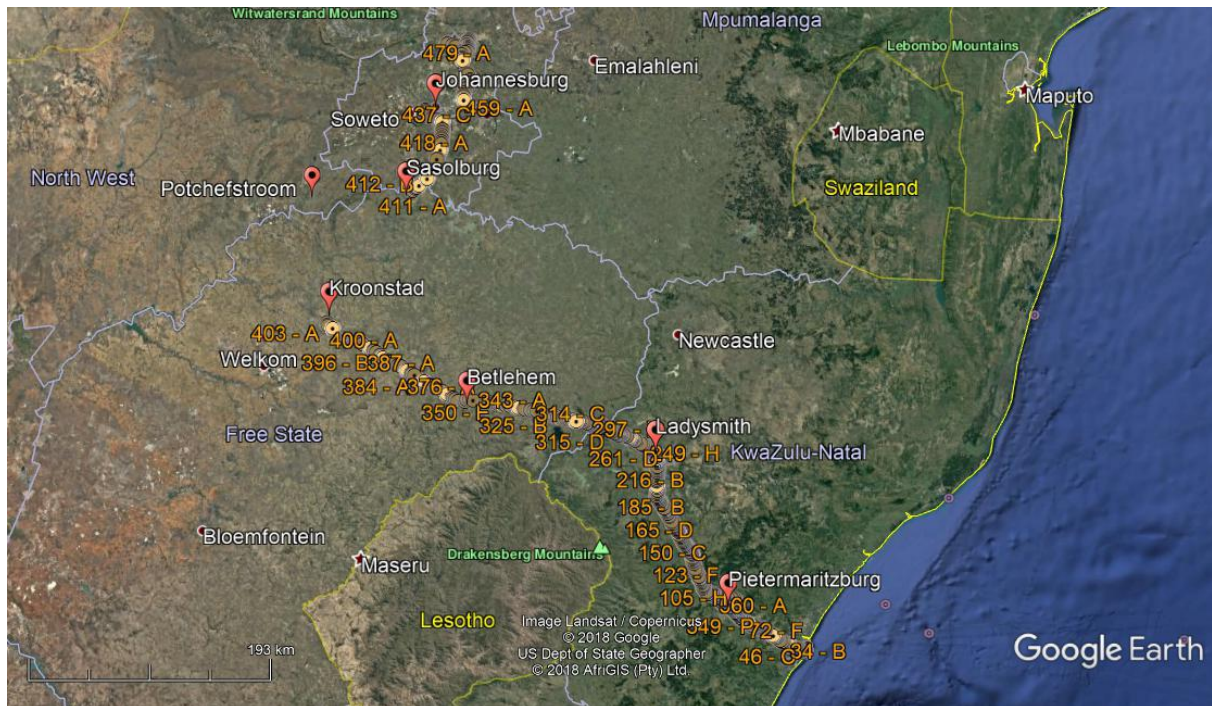 Witwatersrand Mountains
Mpumalanga
479 - A
Emalahleni
Lebombo Mountains
Johannesburg
Maputo
437 - C
459 - A
Soweto
Mbabane
418 - A
Sasolburg
North West
Potchefstroom
412 -
Swaziland
411 - A
Kroonstad
403 - A
400 - A
Newcastle
Welkom
396 - B
387 - A
Betlehem
384 - A
376 -
343 - A
350 - F
314 - C
325 - B
297 -
Ladysmith
Free State
315 - D
249 - H
KwaZulu-Natal
261 - D
216 - B
185 - B
165 - D
Bloemfontein
150 - C
Drakensberg Mountains
Maseru
123 - F
Pietermaritzburg
105 - H
560 - A
Lesotho
Image Landsat / Copernicus
549 - P
72 - F
© 2018 Google
US Dept of State Geographer
34 - B
46 - C
© 2018 AfriGIS (Pty) Ltd.
193 km
Google Earth